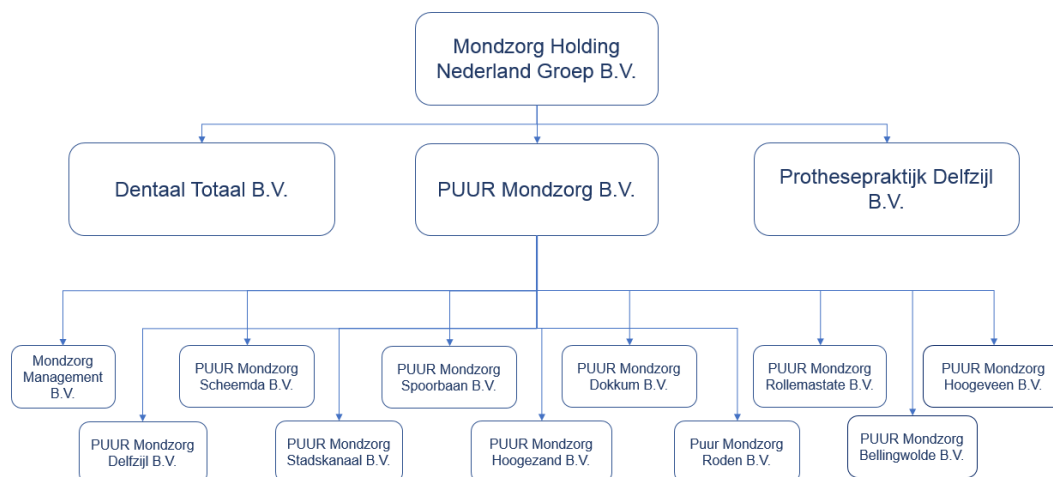 Mondzorg Holding
Nederland Groep B.V.
Dentaal Totaal B.V.
PUUR Mondzorg B.V.
Prothesepraktijk Delfzijl
B.V.
Mondzorg
Management
B.V.
PUUR Mondzorg
Scheemda B.V.
PUUR Mondzorg
Spoorbaan B.V.
PUUR Mondzorg
Dokkum B.V.
PUUR Mondzorg
Rollemastate B.V.
PUUR Mondzorg
Hoogeveen B.V.
PUUR Mondzorg
Delfzijl B.V.
PUUR Mondzorg
Stadskanaal B.V.
PUUR Mondzorg
Hoogezand B.V.
Puur Mondzorg
Roden B.V.
PUUR Mondzorg
Bellingwolde B.V.